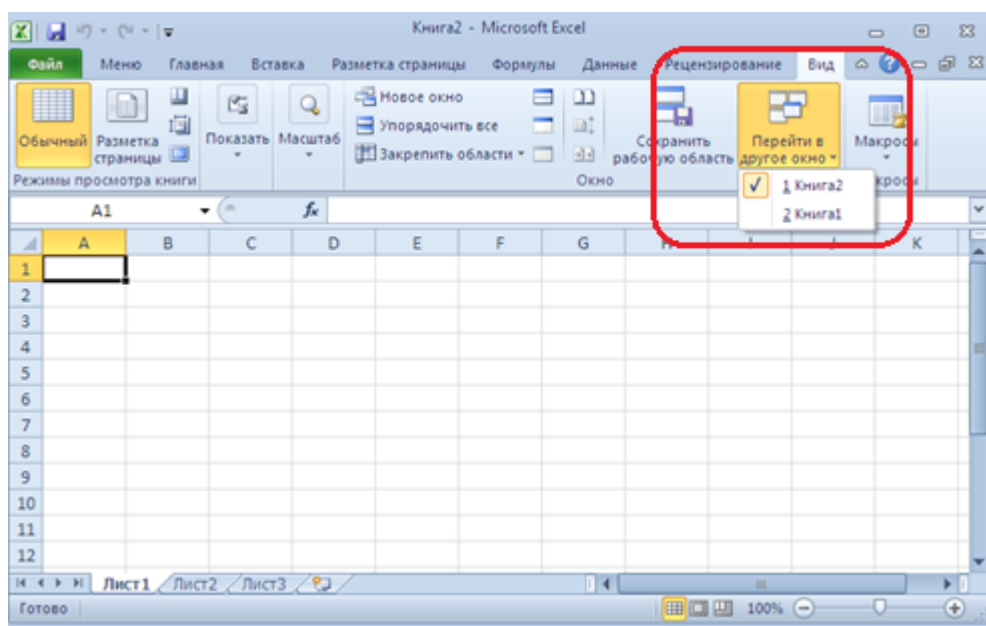 Книга2 - Microsoft Excel
Файл Меню Главная Вставка Разметка страницы Формулы Данные Рецензирование Вид
Новое окно
Упорядочить все
Закрепить области
Обычный Разметка страницы
Показать Масштаб
Сохранить рабочую область
Перейти в другое окно
Макросы
Режимы просмотра книги Окно Макросы
1 Книга2
2 Книга1
A1 fx
A B C D E F G H I J K
1
2
3
4
5
6
7
8
9
10
11
12
Лист1 Лист2 Лист3
Готово 100%